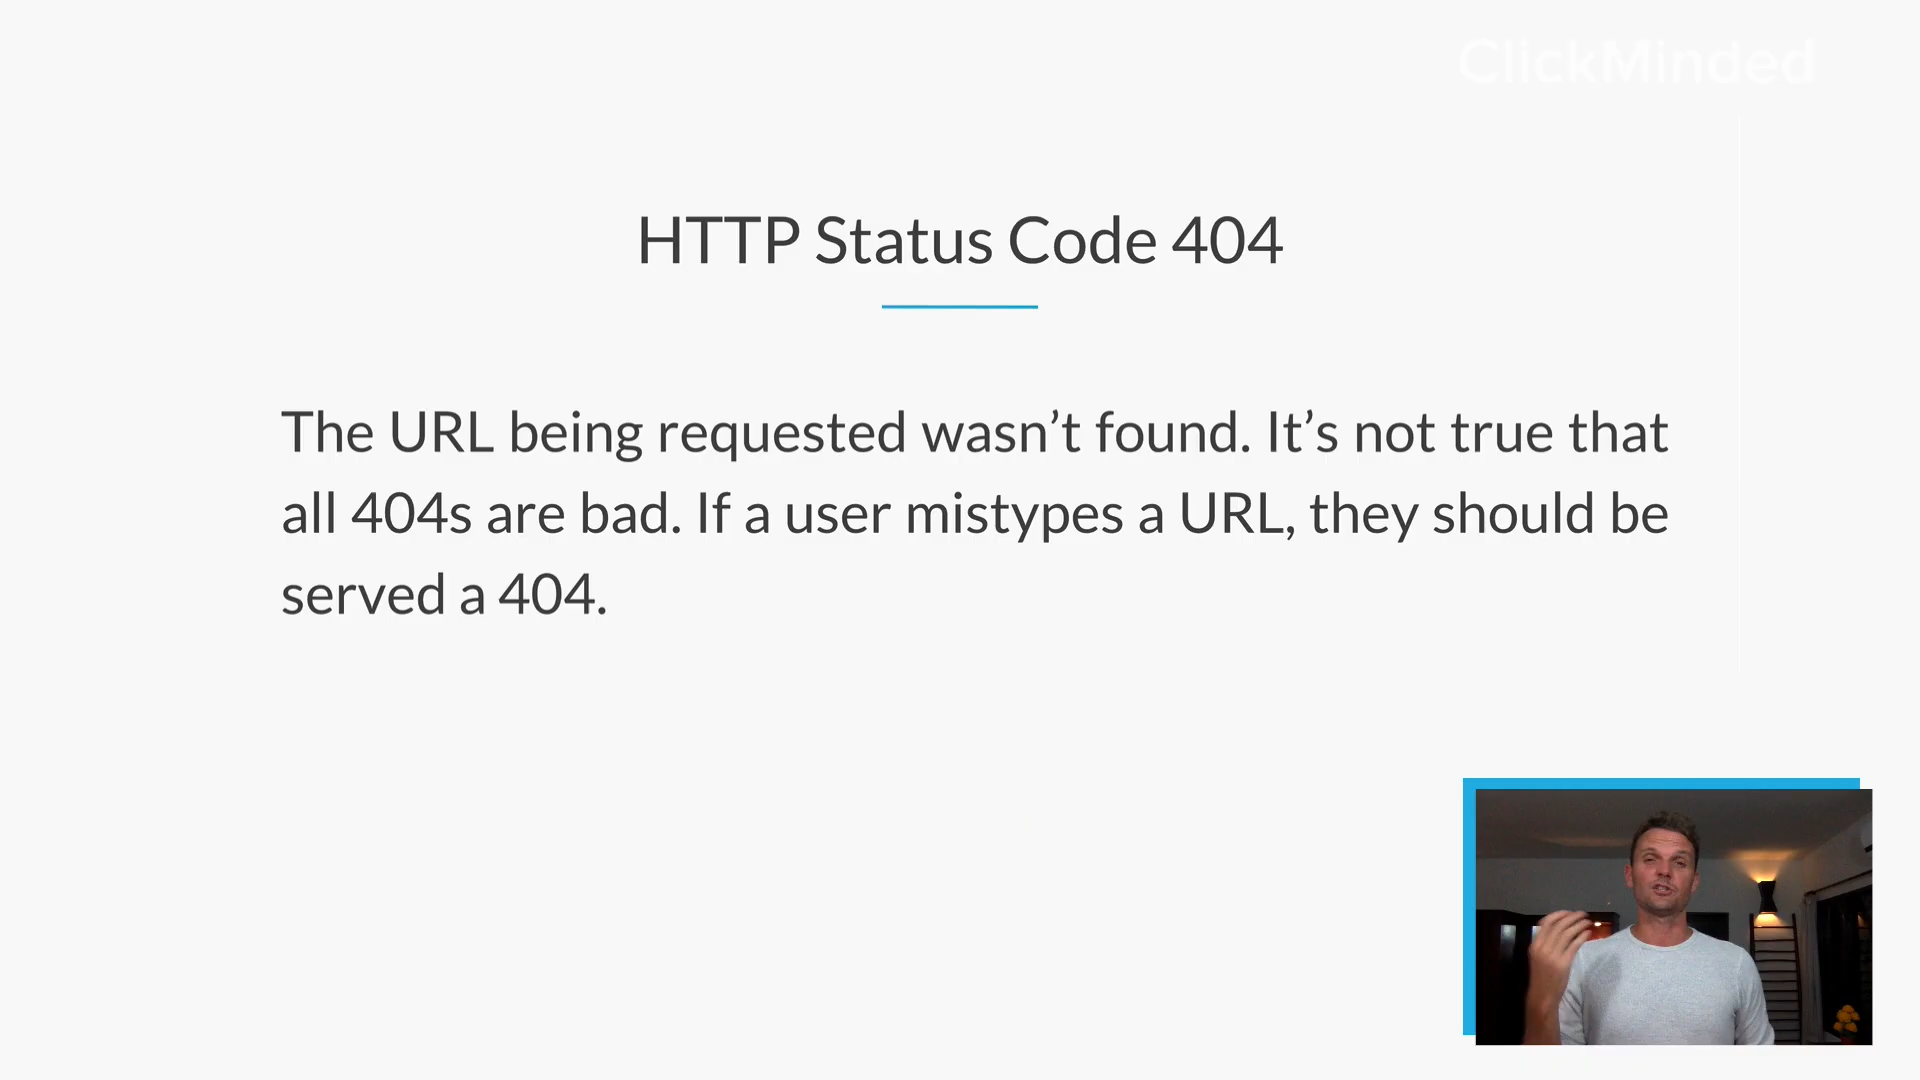 ClickMinded
HTTP Status Code 404
The URL being requested wasn’t found. It’s not true that
all 404s are bad. If a user mistypes a URL, they should be
served a 404.